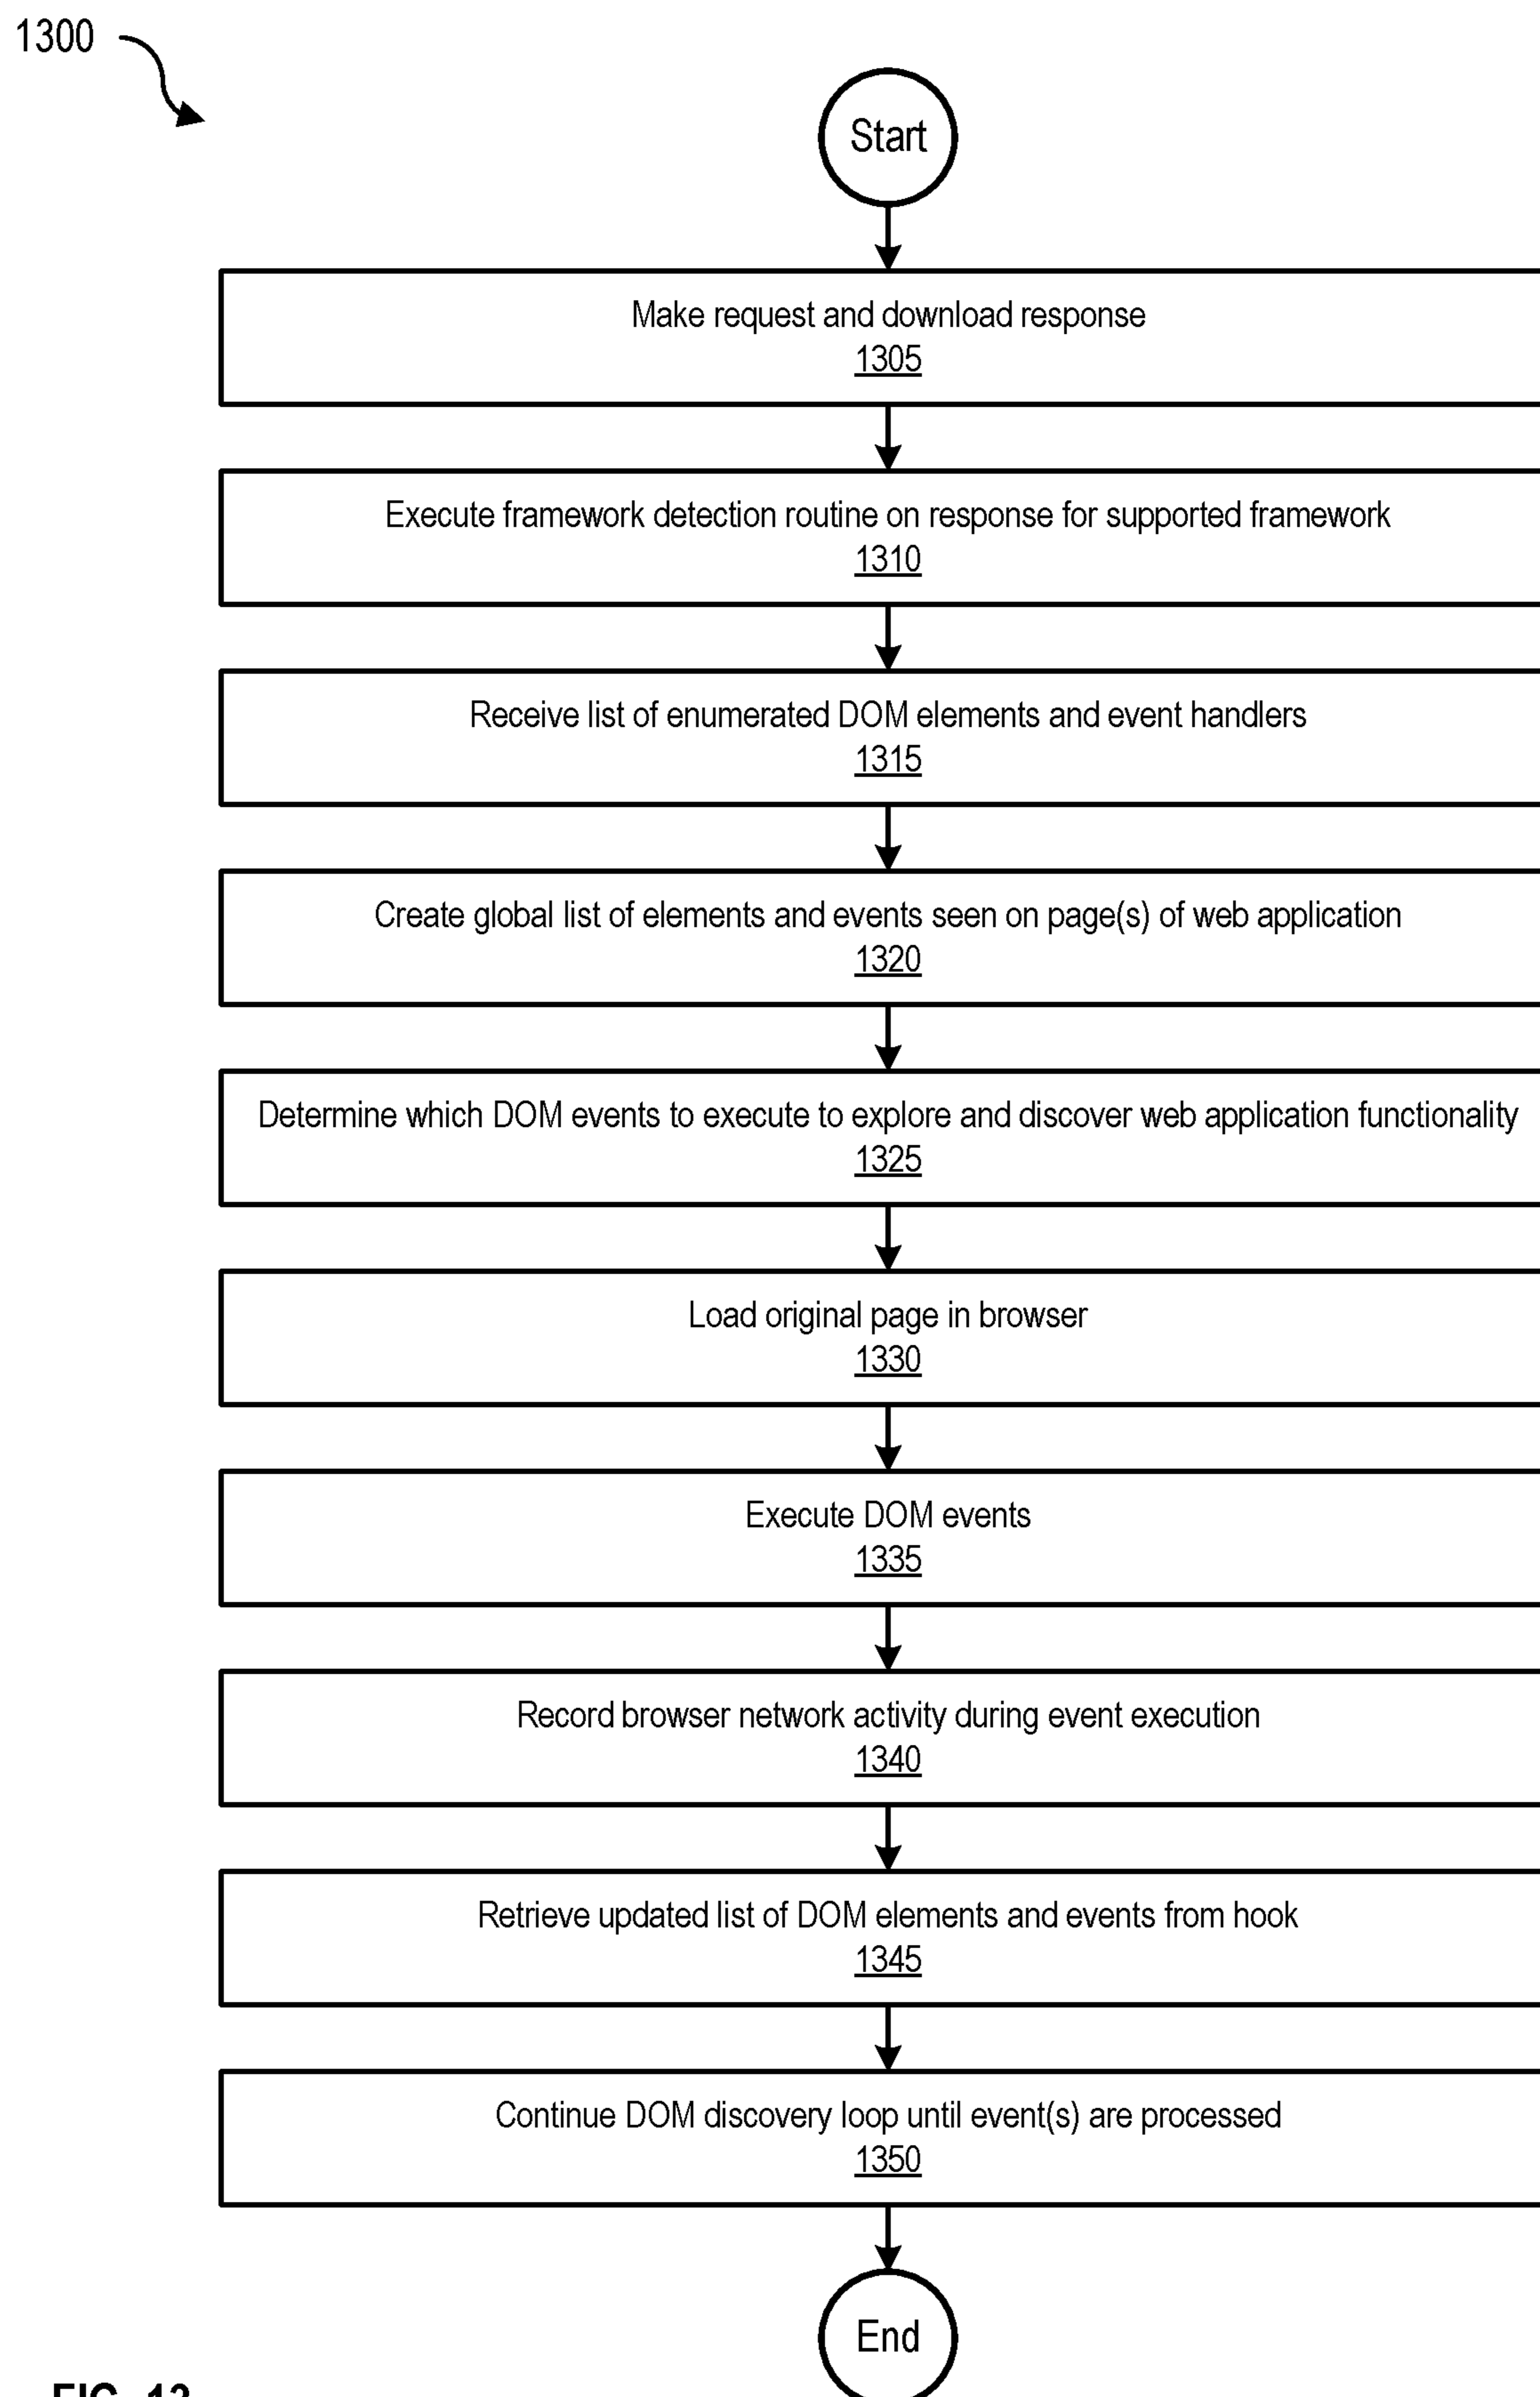 1300
Start
Make request and download response
1305
Execute framework detection routine on response for supported framework
1310
Receive list of enumerated DOM elements and event handlers
1315
Create global list of elements and events seen on page(s) of web application
1320
Determine which DOM events to execute to explore and discover web application functionality
1325
Load original page in browser
1330
Execute DOM events
1335
Record browser network activity during event execution
1340
Retrieve updated list of DOM elements and events from hook
1345
Continue DOM discovery loop until event(s) are processed
1350
End
FIG. 13